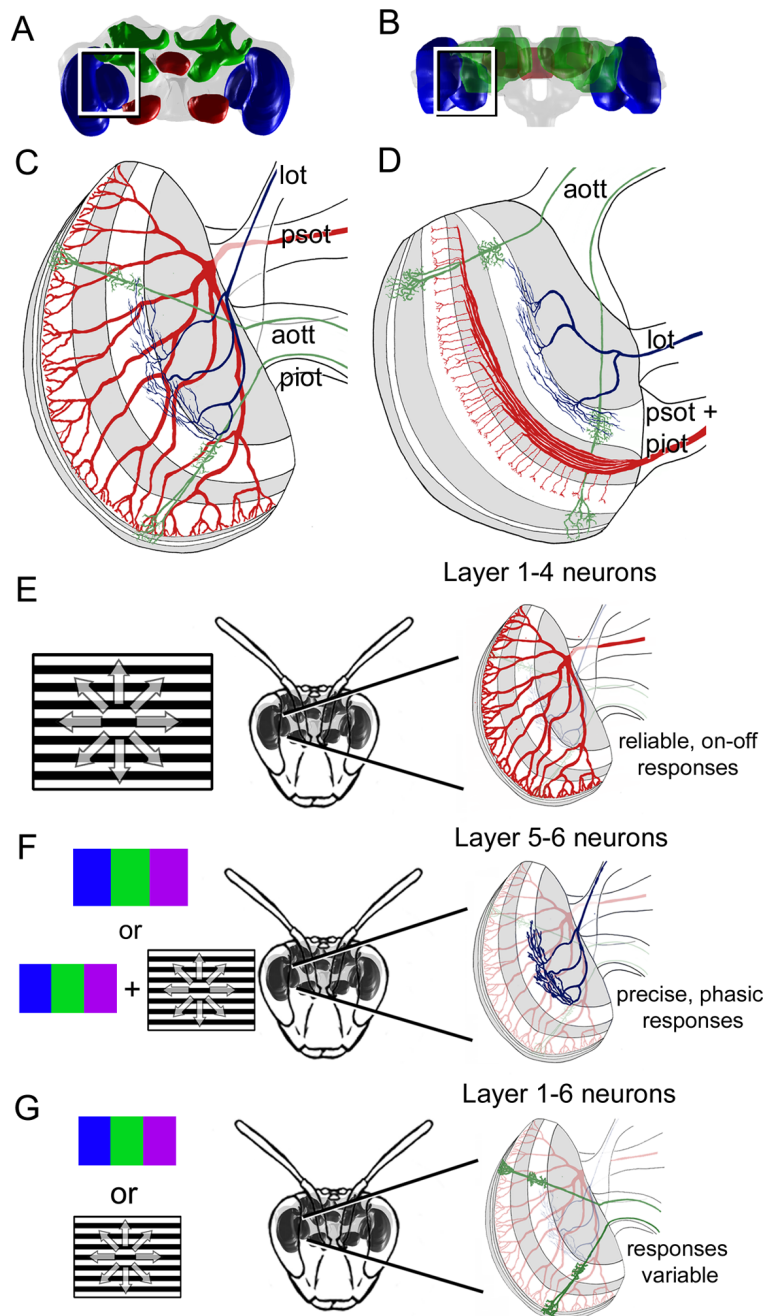 A
B
C
D
lot
psot
aott
piot
aott
lot
psot +
piot
Layer 1-4 neurons
E
reliable, on-off
responses
Layer 5-6 neurons
F
or
+
precise, phasic
responses
Layer 1-6 neurons
G
or
responses
variable